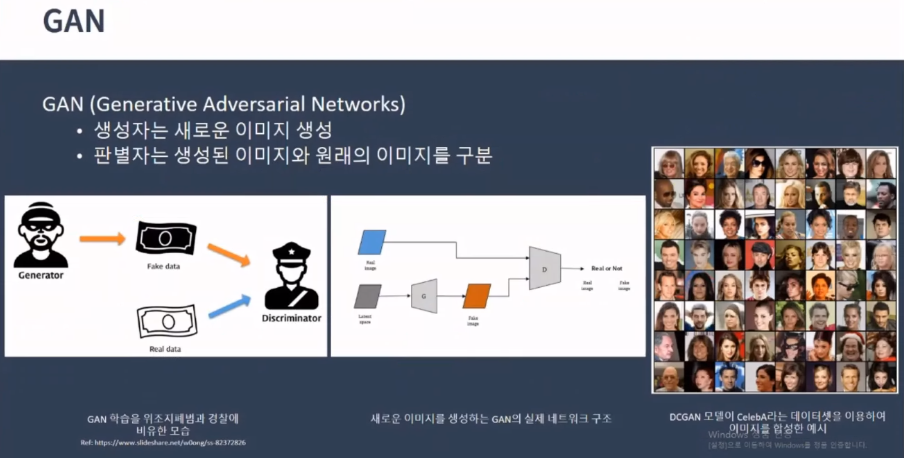 GAN
GAN (Generative Adversarial Networks)
• 생성자는 새로운 이미지 생성
• 판별자는 생성된 이미지와 원래의 이미지를 구분
Generator
Fake data
Real data
Discriminator
Real
image
Latent
space
G
Fake
image
D
Real or Not
Real
image
Fake
image
GAN 학습을 위조지폐범과 경찰에
비유한 모습
Ref: https://www.slideshare.net/w0ong/ss-82372826
새로운 이미지를 생성하는 GAN의 실제 네트워크 구조
DCGAN 모델이 CelebA라는 데이터셋을 이용하여
이미지를 합성한 예시
Windows 정품 인증
[설정]으로 이동하여 Windows를 정품 인증합니다.